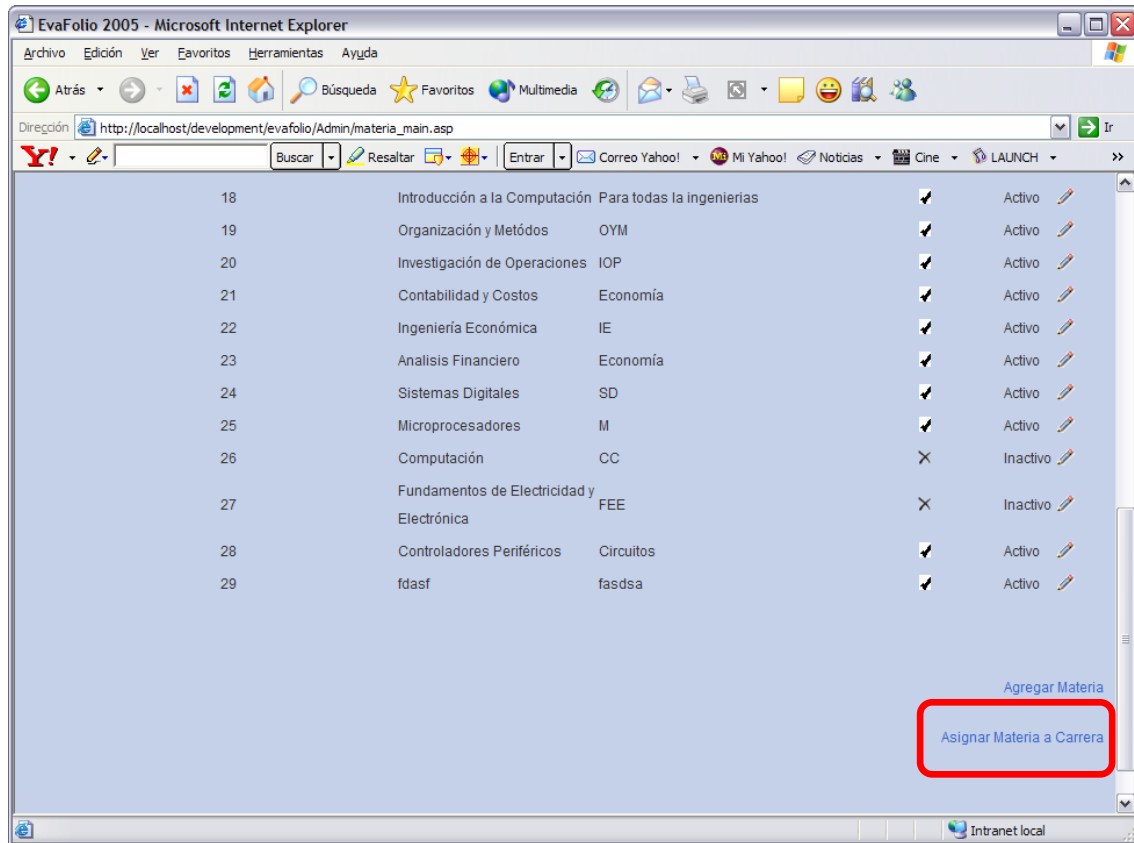 EvaFolio 2005 - Microsoft Internet Explorer
Archivo Edición Ver Favoritos Herramientas Ayuda
Atrás Búsqueda Favoritos Multimedia
Dirección http://localhost/development/evafolio/Admin/materia_main.asp Ir
Y! Buscar Resaltar Entrar Correo Yahoo! Mi Yahoo! Noticias Cine LAUNCH »
18 Introducción a la Computación Para todas la ingenierias Activo
19 Organización y Metódos OYM Activo
20 Investigación de Operaciones IOP Activo
21 Contabilidad y Costos Economía Activo
22 Ingeniería Económica IE Activo
23 Analisis Financiero Economía Activo
24 Sistemas Digitales SD Activo
25 Microprocesadores M Activo
26 Computación CC Inactivo
27 Fundamentos de Electricidad y FEE Inactivo
Electrónica
28 Controladores Periféricos Circuitos Activo
29 fdasf fasdsa Activo
Agregar Materia
Asignar Materia a Carrera
Intranet local